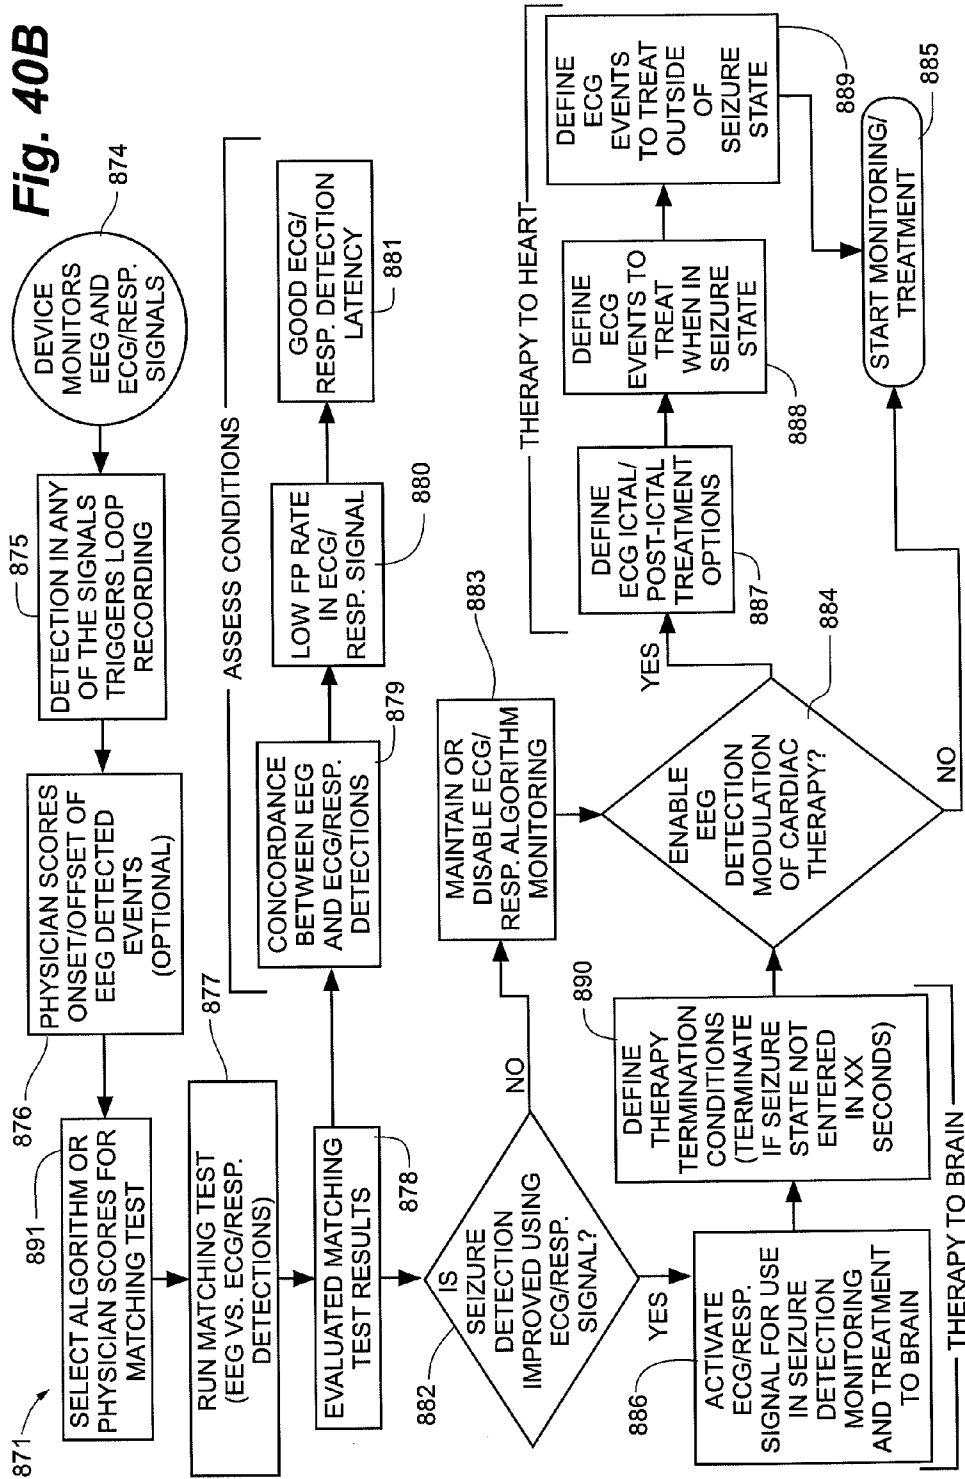 Fig. 40B
871
874
DEVICE
MONITORS
EEG AND
ECG/RESP.
SIGNALS
875
DETECTION IN ANY
OF THE SIGNALS
TRIGGERS LOOP
RECORDING
876
PHYSICIAN SCORES
ONSET/OFFSET OF
EEG DETECTED
EVENTS
(OPTIONAL)
891
SELECT ALGORITHM OR
PHYSICIAN SCORES FOR
MATCHING TEST
877
RUN MATCHING TEST
(EEG VS. ECG/RESP.
DETECTIONS)
878
EVALUATED MATCHING
TEST RESULTS
ASSESS CONDITIONS
879
CONCORDANCE
BETWEEN EEG
AND ECG/RESP.
DETECTIONS
880
LOW FP RATE
IN ECG/
RESP. SIGNAL
881
GOOD ECG/
RESP. DETECTION
LATENCY
882
IS
SEIZURE
DETECTION
IMPROVED USING
ECG/RESP.
SIGNAL?
NO
YES
883
MAINTAIN OR
DISABLE ECG/
RESP. ALGORITHM
MONITORING
886
ACTIVATE
ECG/RESP.
SIGNAL FOR USE
IN SEIZURE
DETECTION
MONITORING
AND TREATMENT
TO BRAIN
890
DEFINE
THERAPY
TERMINATION
CONDITIONS
(TERMINATE
IF SEIZURE
STATE NOT
ENTERED
IN XX
SECONDS)
THERAPY TO BRAIN
884
ENABLE
EEG
DETECTION
MODULATION
OF CARDIAC
THERAPY?
YES
NO
THERAPY TO HEART
887
DEFINE
ECG ICTAL/
POST-ICTAL
TREATMENT
OPTIONS
888
DEFINE
ECG
EVENTS TO
TREAT
WHEN IN
SEIZURE
STATE
889
DEFINE
ECG
EVENTS
TO TREAT
OUTSIDE
OF
SEIZURE
STATE
885
START MONITORING/
TREATMENT